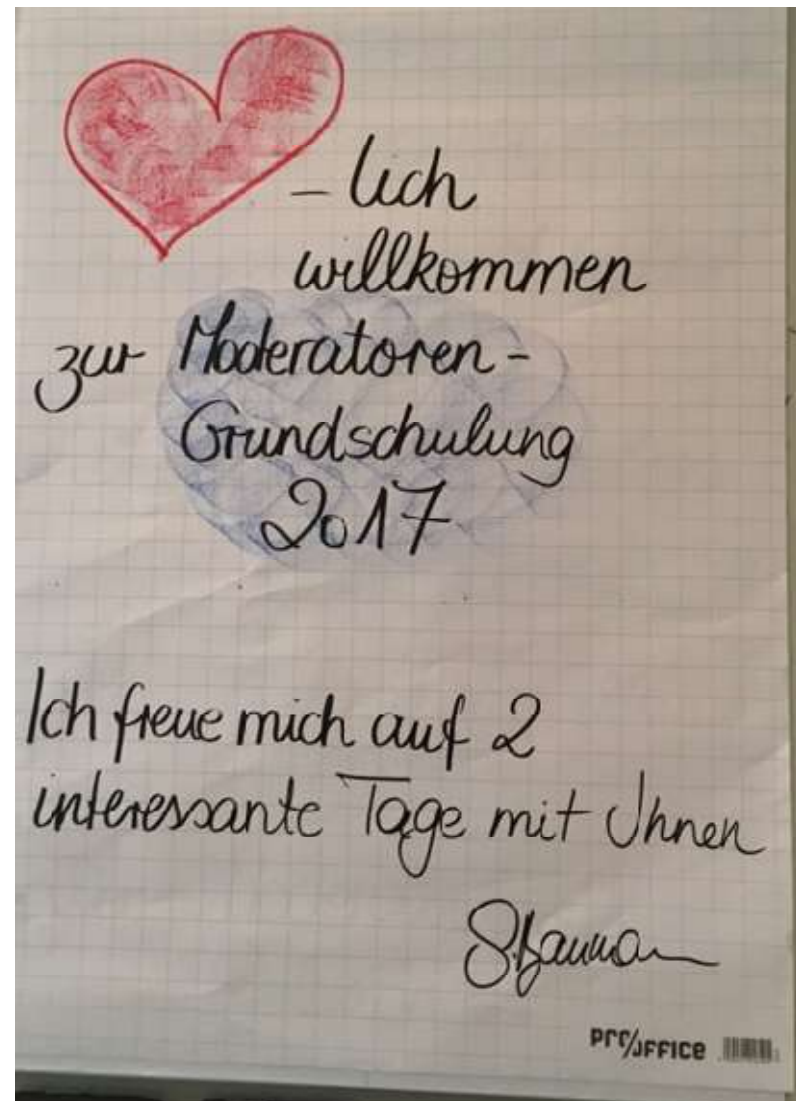 – lich
willkommen
zur Moderatoren-
Grundschulung
2017
Ich freue mich auf 2
interessante Tage mit Ihnen
PRO/OFFICE